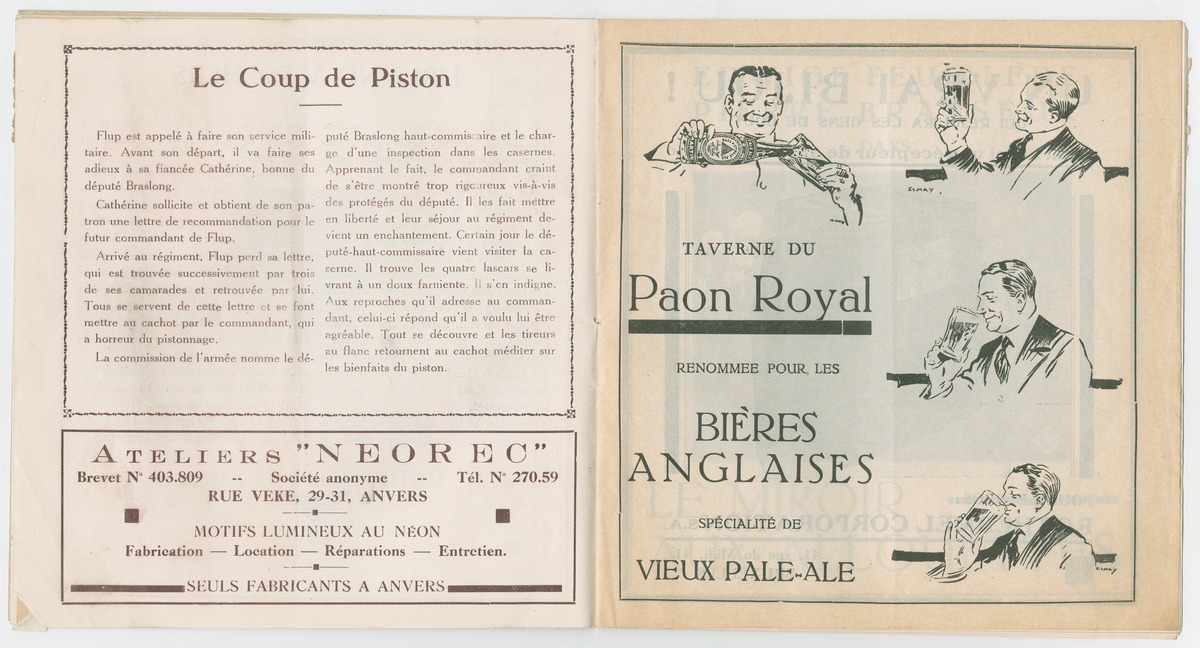 Le Coup de Piston
Flup est appelé à faire son service mili-
taire. Avant son départ, il va faire ses
adieux à sa fiancée Cathérine, bonne du
député Braslong.
Cathérine sollicite et obtient de son pa-
tron une lettre de recommandation pour le
futur commandant de Flup.
Arrivé au régiment, Flup perd sa lettre,
qui est trouvée successivement par trois
de ses camarades et retrouvée par lui.
Tous se servent de cette lettre et se font
mettre au cachot par le commandant, qui
a horreur du pistonnage.
La commission de l'armée nomme le dé-
puté Braslong haut-commissaire et le char-
ge d'une inspection dans les casernes.
Apprenant le fait, le commandant craint
de s'être montré trop rigoureux vis-à-vis
des protégés du député. Il les fait mettre
en liberté et leur séjour au régiment de-
vient un enchantement. Certain jour le dé-
puté-haut-commissaire vient visiter la ca-
serne. Il trouve les quatre lascars se li-
vrant à un doux farniente. Il s'en indigne.
Aux reproches qu'il adresse au comman-
dant, celui-ci répond qu'il a voulu lui être
agréable. Tout se découvre et les tireurs
au flanc retournent au cachot méditer sur
les bienfaits du piston.
ATELIERS "NEOREC"
Brevet N° 403.809 -- Société anonyme -- Tél. N° 270.59
RUE VEKE, 29-31, ANVERS
MOTIFS LUMINEUX AU NÉON
Fabrication — Location — Réparations — Entretien.
SEULS FABRICANTS A ANVERS
ELMAY.
TAVERNE DU
Paon Royal
RENOMMEE POUR LES
BIÈRES
ANGLAISES
SPÉCIALITÉ DE
VIEUX PALE-ALE
ELMAY